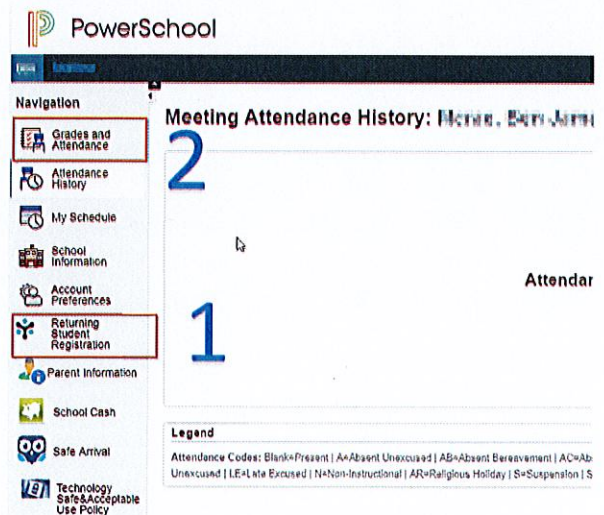 PowerSchool
Navigation
Grades and
Attendance
Attendance
History
My Schedule
School
Information
Account
Preferences
Returning
Student
Registration
Parent Information
School Cash
Safe Arrival
Technology
Safe&Acceptable
Use Policy
Meeting Attendance History:
2
Attendar
1
Legend
Attendance Codes: Blank=Present | A=Absent Unexcused | AB=Absent Bereavement | AC=Ab
Unexcused | LE=Late Excused | N=Non-Instructional | AR=Religious Holiday | S=Suspension | S